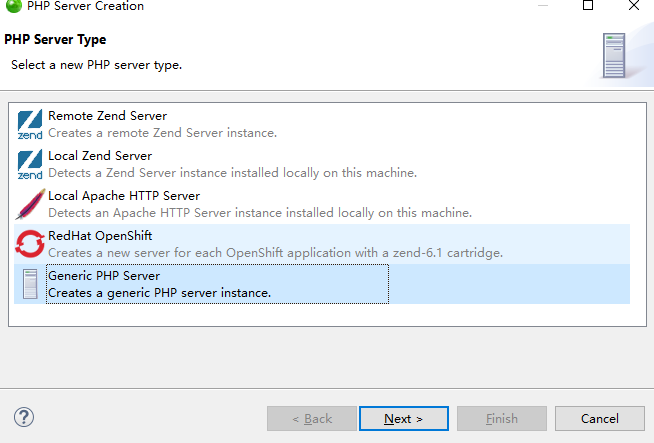 PHP Server Creation
PHP Server Type
Select a new PHP server type.
zend
Remote Zend Server
Creates a remote Zend Server instance.
zend
Local Zend Server
Detects a Zend Server instance installed locally on this machine.
Local Apache HTTP Server
Detects an Apache HTTP Server instance installed locally on this machine.
RedHat OpenShift
Creates a new server for each OpenShift application with a zend-6.1 cartridge.
Generic PHP Server
Creates a generic PHP server instance.
?
< Back
Next >
Finish
Cancel